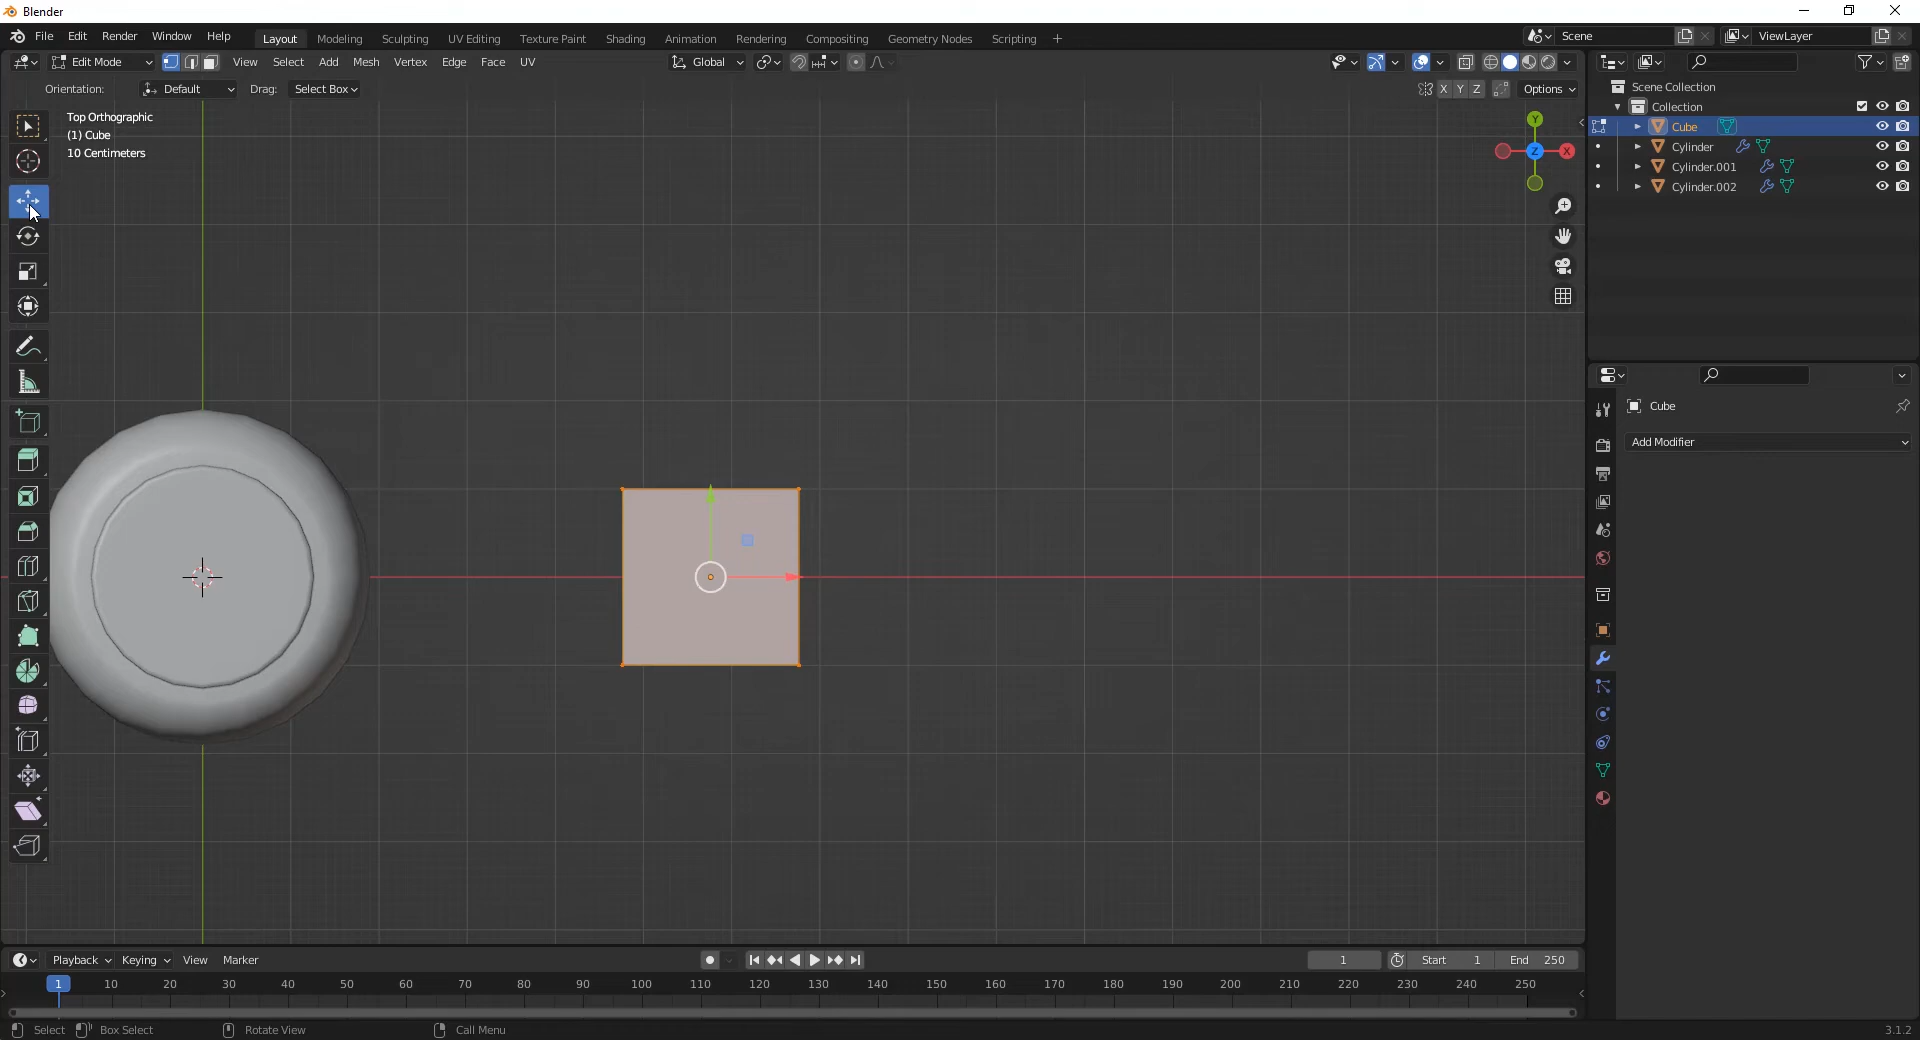 Blender
File Edit Render Window Help
Layout Modeling Sculpting UV Editing Texture Paint Shading Animation Rendering Compositing Geometry Nodes Scripting +
Scene
ViewLayer
Edit Mode View Select Add Mesh Vertex Edge Face UV
Global
Orientation: Default Drag: Select Box
X Y Z Options
Top Orthographic
(1) Cube
10 Centimeters
Y
Z
X
Scene Collection
Collection
Cube
Cylinder
Cylinder.001
Cylinder.002
Cube
Add Modifier
Playback Keying View Marker
1
Start 1
End 250
1 10 20 30 40 50 60 70 80 90 100 110 120 130 140 150 160 170 180 190 200 210 220 230 240 250
Select Box Select Rotate View Call Menu
3.1.2